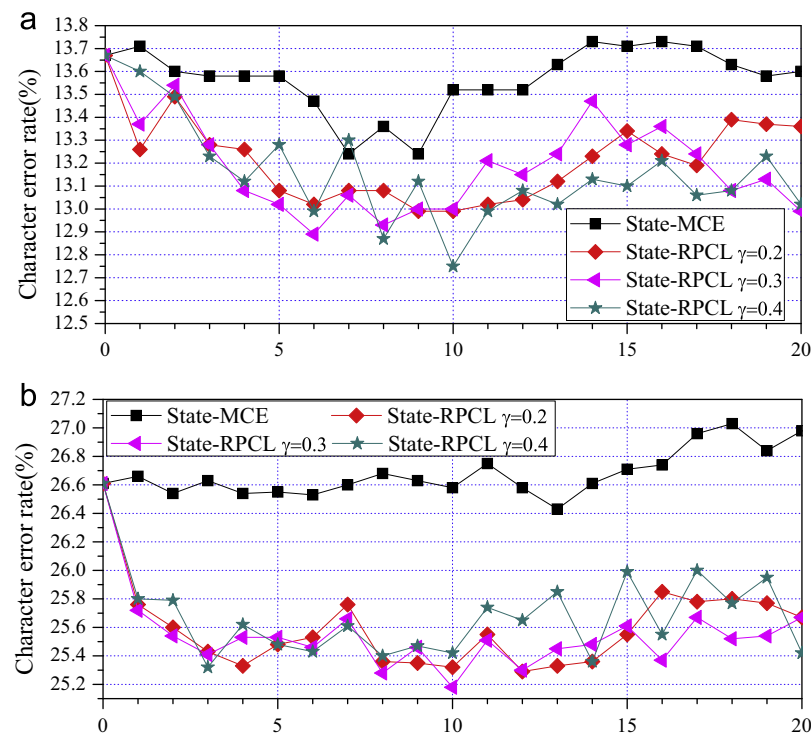 a
13.8
13.7
13.6
13.5
13.4
13.3
13.2
13.1
13.0
12.9
12.8
12.7
12.6
12.5
Character error rate(%)
State-MCE
State-RPCL γ=0.2
State-RPCL γ=0.3
State-RPCL γ=0.4
0 5 10 15 20
b
27.2
27.0
26.8
26.6
26.4
26.2
26.0
25.8
25.6
25.4
25.2
Character error rate(%)
State-MCE State-RPCL γ=0.2
State-RPCL γ=0.3 State-RPCL γ=0.4
0 5 10 15 20